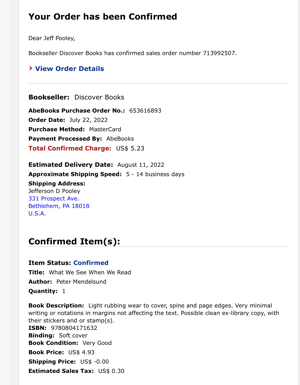 Your Order has been Confirmed
Dear Jeff Pooley,
Bookseller Discover Books has confirmed sales order number 713992507.
> View Order Details
Bookseller: Discover Books
AbeBooks Purchase Order No.: 653616893
Order Date: July 22, 2022
Purchase Method: MasterCard
Payment Processed By: AbeBooks
Total Confirmed Charge: US$ 5.23
Estimated Delivery Date: August 11, 2022
Approximate Shipping Speed: 5 - 14 business days
Shipping Address:
Jefferson D Pooley
331 Prospect Ave.
Bethlehem, PA 18018
U.S.A.
Confirmed Item(s):
Item Status: Confirmed
Title: What We See When We Read
Author: Peter Mendelsund
Quantity: 1
Book Description: Light rubbing wear to cover, spine and page edges. Very minimal
writing or notations in margins not affecting the text. Possible clean ex-library copy, with
their stickers and or stamp(s).
ISBN: 9780804171632
Binding: Soft cover
Book Condition: Very Good
Book Price: US$ 4.93
Shipping Price: US$ -0.00
Estimated Sales Tax: US$ 0.30